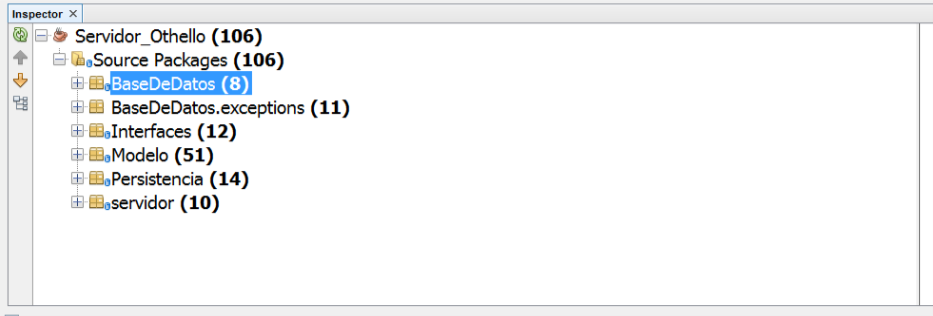 Inspector
Servidor_Othello (106)
Source Packages (106)
BaseDeDatos (8)
BaseDeDatos.exceptions (11)
Interfaces (12)
Modelo (51)
Persistencia (14)
servidor (10)